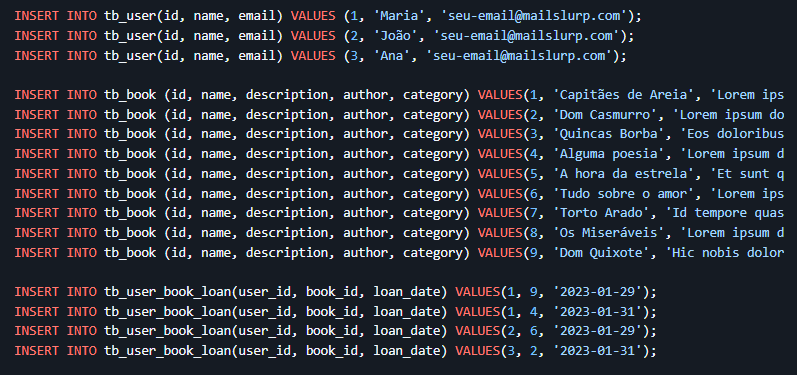 INSERT INTO tb_user(id, name, email) VALUES (1, 'Maria', 'seu-email@mailslurp.com');
INSERT INTO tb_user(id, name, email) VALUES (2, 'João', 'seu-email@mailslurp.com');
INSERT INTO tb_user(id, name, email) VALUES (3, 'Ana', 'seu-email@mailslurp.com');
INSERT INTO tb_book (id, name, description, author, category) VALUES(1, 'Capitães de Areia', 'Lorem ips
INSERT INTO tb_book (id, name, description, author, category) VALUES(2, 'Dom Casmurro', 'Lorem ipsum do
INSERT INTO tb_book (id, name, description, author, category) VALUES(3, 'Quincas Borba', 'Eos doloribus
INSERT INTO tb_book (id, name, description, author, category) VALUES(4, 'Alguma poesia', 'Lorem ipsum d
INSERT INTO tb_book (id, name, description, author, category) VALUES(5, 'A hora da estrela', 'Et sunt q
INSERT INTO tb_book (id, name, description, author, category) VALUES(6, 'Tudo sobre o amor', 'Lorem ips
INSERT INTO tb_book (id, name, description, author, category) VALUES(7, 'Torto Arado', 'Id tempore quas
INSERT INTO tb_book (id, name, description, author, category) VALUES(8, 'Os Miseráveis', 'Lorem ipsum d
INSERT INTO tb_book (id, name, description, author, category) VALUES(9, 'Dom Quixote', 'Hic nobis dolor
INSERT INTO tb_user_book_loan(user_id, book_id, loan_date) VALUES(1, 9, '2023-01-29');
INSERT INTO tb_user_book_loan(user_id, book_id, loan_date) VALUES(1, 4, '2023-01-31');
INSERT INTO tb_user_book_loan(user_id, book_id, loan_date) VALUES(2, 6, '2023-01-29');
INSERT INTO tb_user_book_loan(user_id, book_id, loan_date) VALUES(3, 2, '2023-01-31');